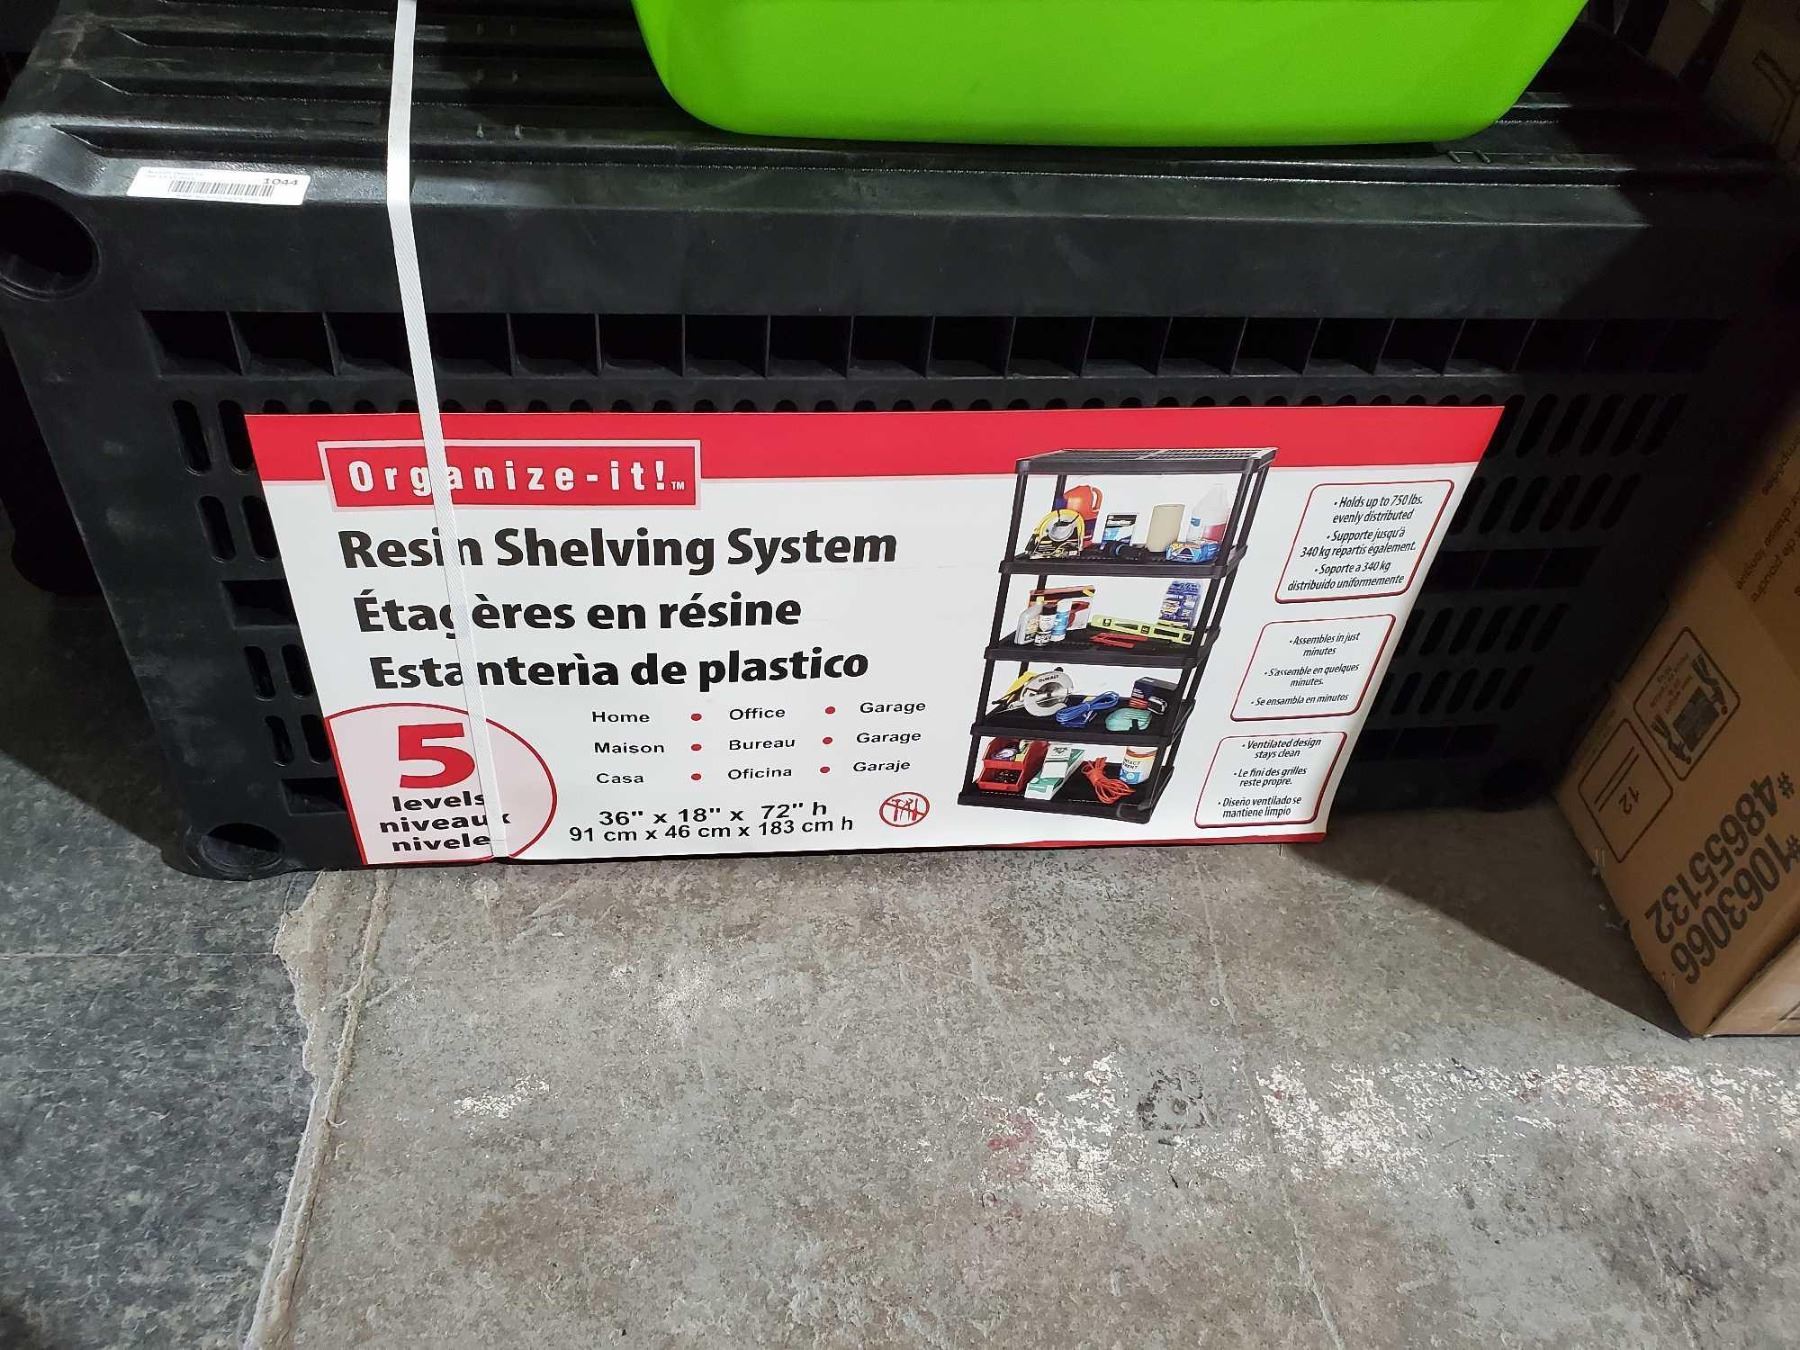 1044
Organize-it!™
Resin Shelving System
Étagères en résine
Estanterìa de plastico
5
levels
niveaux
nivele
Home • Office • Garage
Maison • Bureau • Garage
Casa • Oficina • Garaje
36" x 18" x 72" h
91 cm x 46 cm x 183 cm h
• Holds up to 750 lbs.
evenly distributed
• Supporte jusqu'à
340 kg répartis également.
• Soporte a 340 kg
distribuido uniformemente
• Assembles in just
minutes
• S'assemble en quelques
minutes.
• Se ensambla en minutos
• Ventilated design
stays clean
• Le fini des grilles
reste propre.
• Diseño ventilado se
mantiene limpio
12
#48655132
#1063066